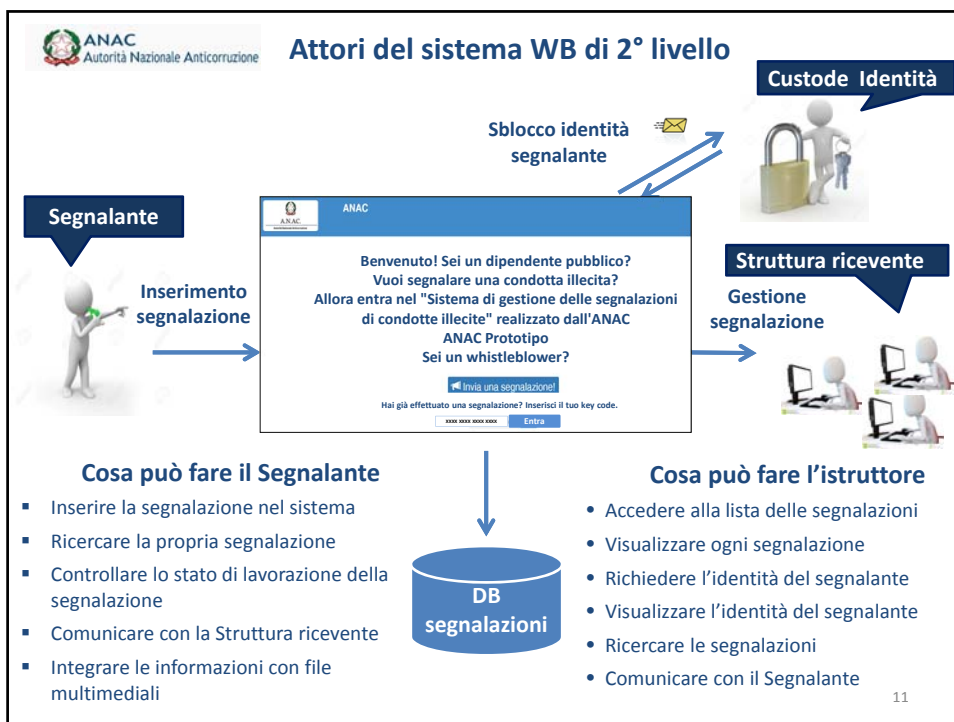 ANAC
Autorità Nazionale Anticorruzione
Attori del sistema WB di 2° livello
Custode Identità
Sblocco identità
segnalante
Segnalante
Inserimento
segnalazione
A.N.AC.
ANAC
Benvenuto! Sei un dipendente pubblico?
Vuoi segnalare una condotta illecita?
Allora entra nel "Sistema di gestione delle segnalazioni
di condotte illecite" realizzato dall'ANAC
ANAC Prototipo
Sei un whistleblower?
Invia una segnalazione!
Hai già effettuato una segnalazione? Inserisci il tuo key code.
xxxx xxxx xxxx xxxx
Entra
Struttura ricevente
Gestione
segnalazione
Cosa può fare il Segnalante
▪ Inserire la segnalazione nel sistema
▪ Ricercare la propria segnalazione
▪ Controllare lo stato di lavorazione della
segnalazione
▪ Comunicare con la Struttura ricevente
▪ Integrare le informazioni con file
multimediali
DB
segnalazioni
Cosa può fare l'istruttore
• Accedere alla lista delle segnalazioni
• Visualizzare ogni segnalazione
• Richiedere l'identità del segnalante
• Visualizzare l'identità del segnalante
• Ricercare le segnalazioni
• Comunicare con il Segnalante
11